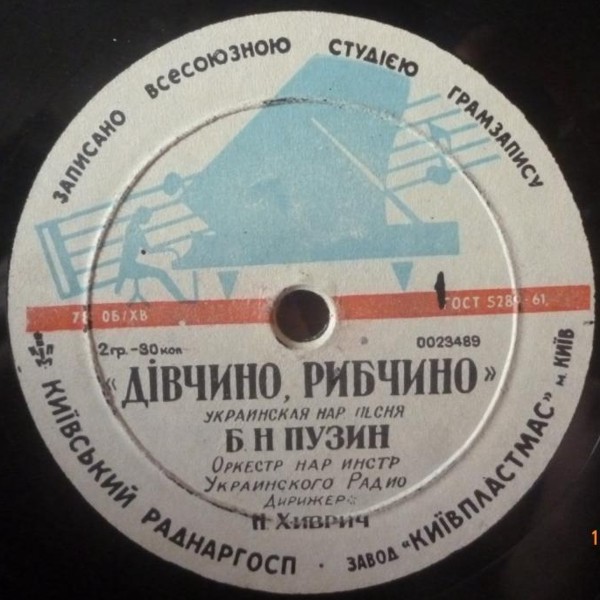 ЗАПИСАНО ВСЕСОЮЗНОЮ СТУДІЄЮ ГРАМЗАПИСУ
78 ОБ/ХВ
ГОСТ 5289-61.
2 гр.-30 коп
0023489
«ДІВЧИНО, РИБЧИНО»
УКРАИНСКАЯ НАР ПЕСНЯ
Б. Н ПУЗИН
ОРКЕСТР НАР ИНСТР
УКРАИНСКОГО РАДИО
ДИРИЖЕР:
Н. ХИВРИЧ
КИЇВСЬКИЙ РАДНАРГОСП · ЗАВОД "КИЇВПЛАСТМАС" м. КИЇВ
1